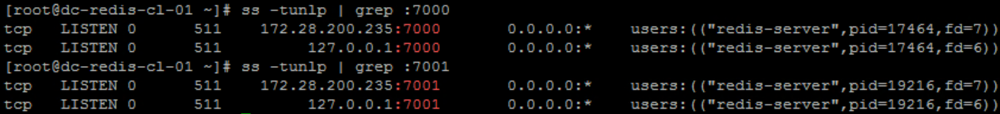 [root@dc-redis-cl-01 ~]# ss -tunlp | grep :7000
tcp LISTEN 0 511 172.28.200.235:7000 0.0.0.0:* users:(("redis-server",pid=17464,fd=7))
tcp LISTEN 0 511 127.0.0.1:7000 0.0.0.0:* users:(("redis-server",pid=17464,fd=6))
[root@dc-redis-cl-01 ~]# ss -tunlp | grep :7001
tcp LISTEN 0 511 172.28.200.235:7001 0.0.0.0:* users:(("redis-server",pid=19216,fd=7))
tcp LISTEN 0 511 127.0.0.1:7001 0.0.0.0:* users:(("redis-server",pid=19216,fd=6))